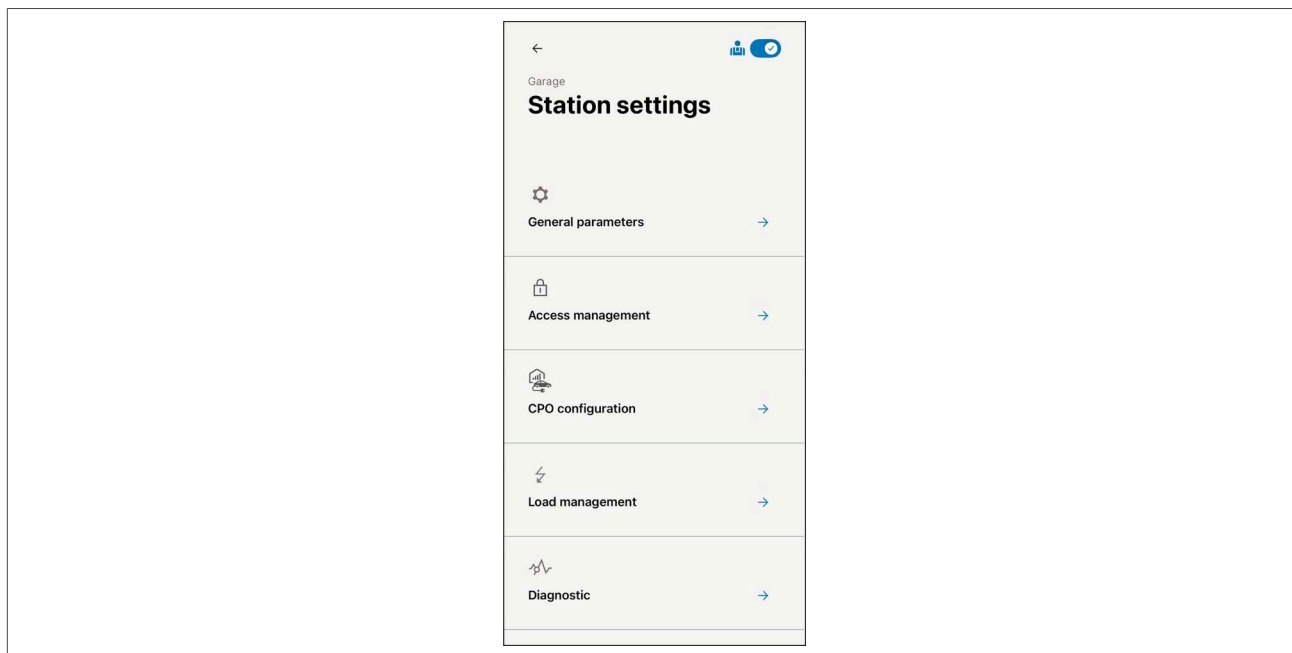 Garage
Station settings
General parameters
Access management
CPO configuration
Load management
Diagnostic